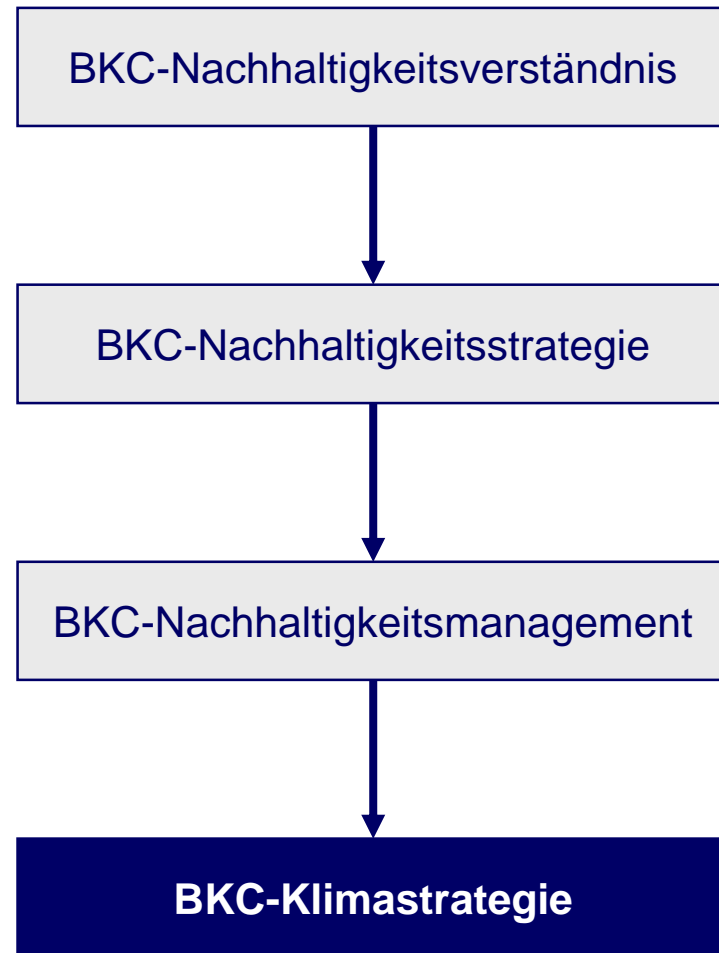 BKC-Nachhaltigkeitsverständnis
BKC-Nachhaltigkeitsstrategie
BKC-Nachhaltigkeitsmanagement
BKC-Klimastrategie